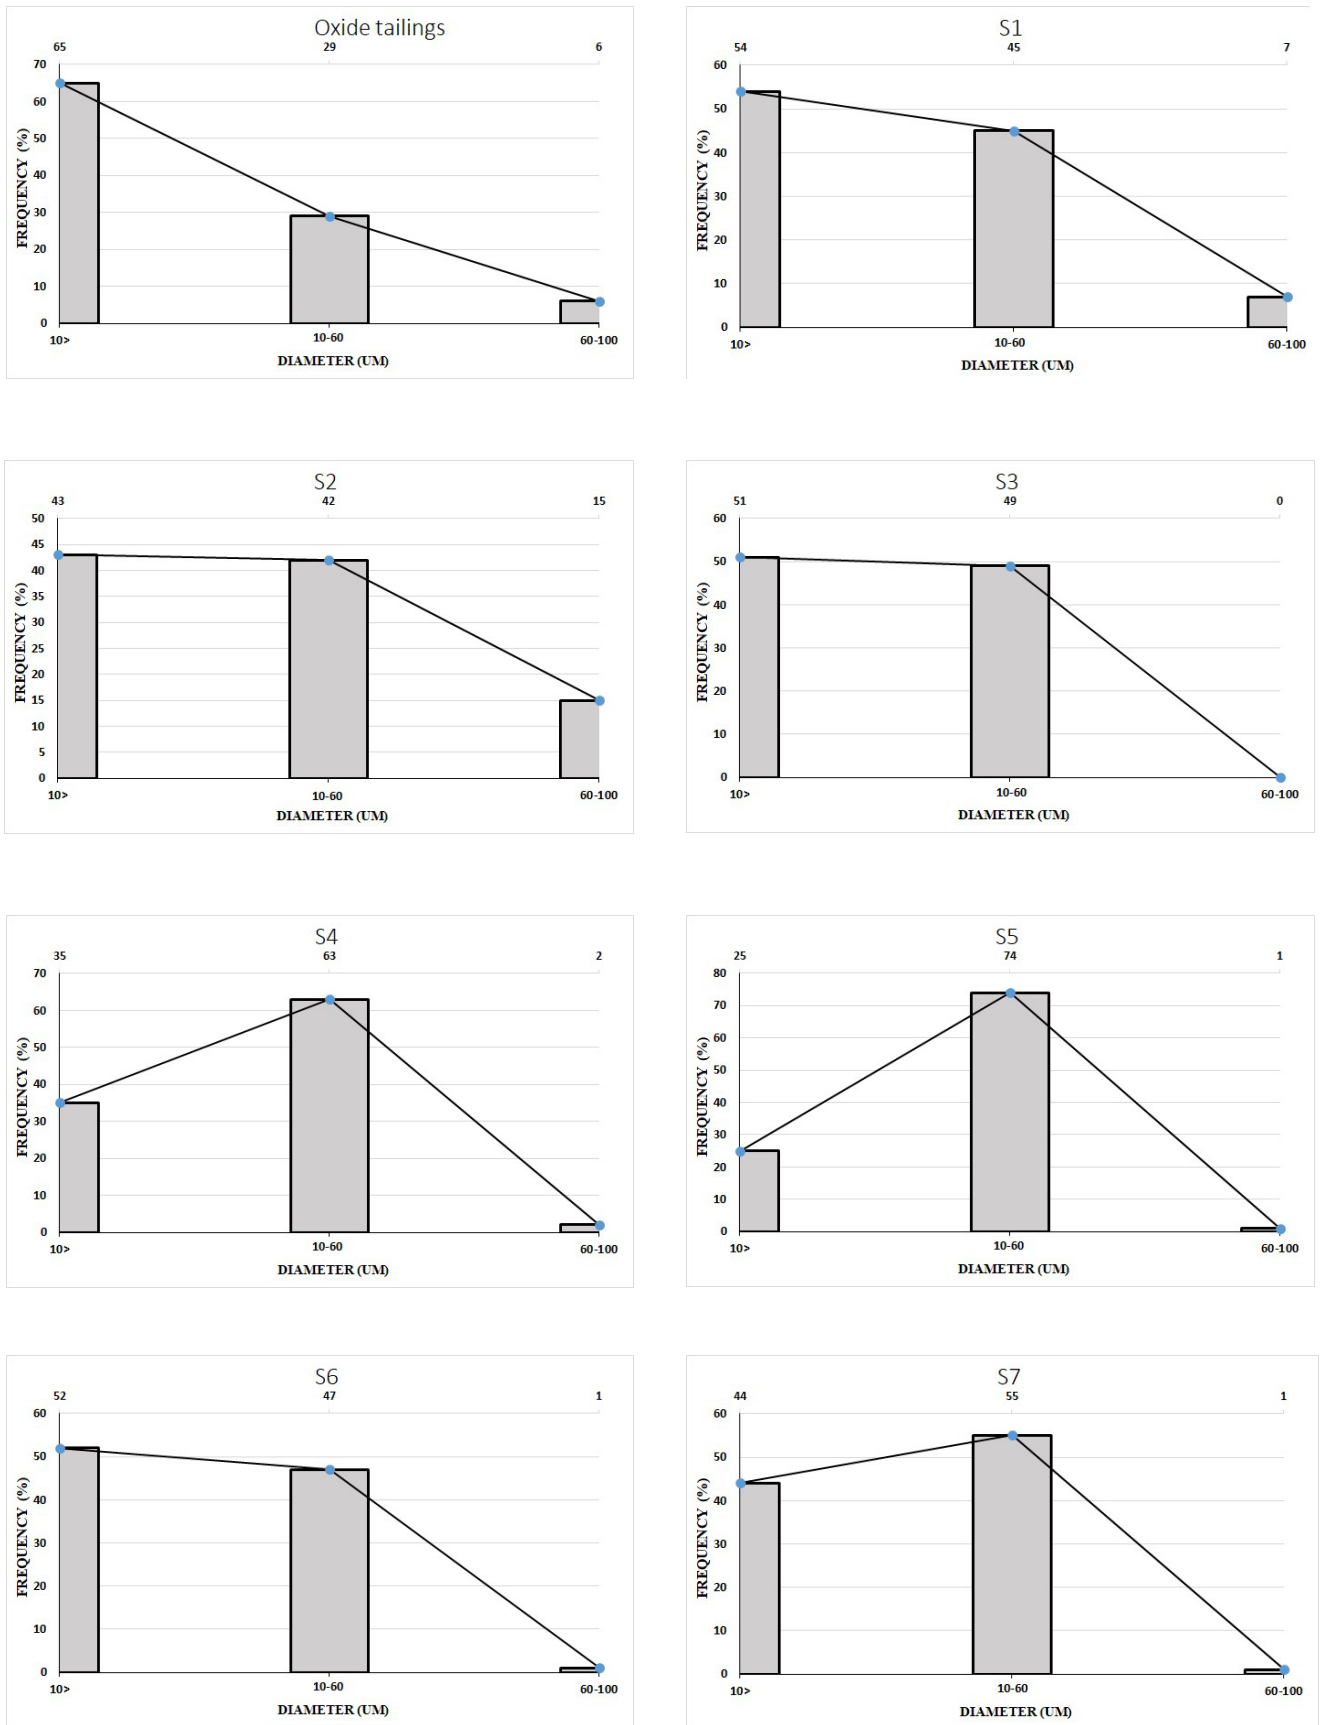 Oxide tailings
65 29 6
70
60
50
40
30
20
10
0
FREQUENCY (%)
10> 10-60 60-100
DIAMETER (UM)
S1
54 45 7
60
50
40
30
20
10
0
FREQUENCY (%)
10> 10-60 60-100
DIAMETER (UM)
S2
43 42 15
50
45
40
35
30
25
20
15
10
5
0
FREQUENCY (%)
10> 10-60 60-100
DIAMETER (UM)
S3
51 49 0
60
50
40
30
20
10
0
FREQUENCY (%)
10> 10-60 60-100
DIAMETER (UM)
S4
35 63 2
70
60
50
40
30
20
10
0
FREQUENCY (%)
10> 10-60 60-100
DIAMETER (UM)
S5
25 74 1
80
70
60
50
40
30
20
10
0
FREQUENCY (%)
10> 10-60 60-100
DIAMETER (UM)
S6
52 47 1
60
50
40
30
20
10
0
FREQUENCY (%)
10> 10-60 60-100
DIAMETER (UM)
S7
44 55 1
60
50
40
30
20
10
0
FREQUENCY (%)
10> 10-60 60-100
DIAMETER (UM)